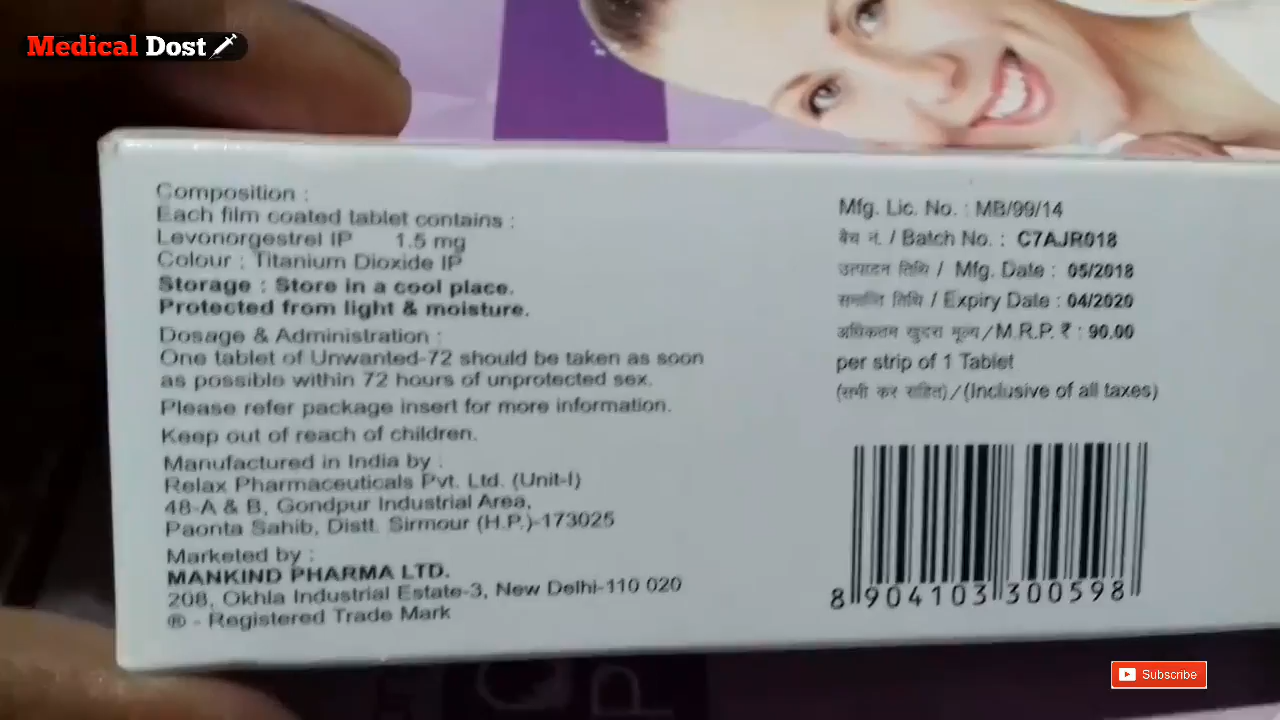 Medical Dost
Composition :
Each film coated tablet contains :
Levonorgestrel IP 1.5 mg
Colour : Titanium Dioxide IP
Storage : Store in a cool place.
Protected from light & moisture.
Dosage & Administration :
One tablet of Unwanted-72 should be taken as soon
as possible within 72 hours of unprotected sex.
Please refer package insert for more information.
Keep out of reach of children.
Manufactured in India by :
Relax Pharmaceuticals Pvt. Ltd. (Unit-I)
48-A & B, Gondpur Industrial Area,
Paonta Sahib, Distt. Sirmour (H.P.)-173025
Marketed by :
MANKIND PHARMA LTD.
208, Okhla Industrial Estate-3, New Delhi-110 020
® - Registered Trade Mark
Mfg. Lic. No. : MB/99/14
बैच नं. / Batch No. : C7AJR018
उत्पादन तिथि / Mfg. Date : 05/2018
समाप्ति तिथि / Expiry Date : 04/2020
अधिकतम खुदरा मूल्य/M.R.P. ₹ : 90.00
per strip of 1 Tablet
(सभी कर सहित)/(Inclusive of all taxes)
8 904103 300598
Subscribe